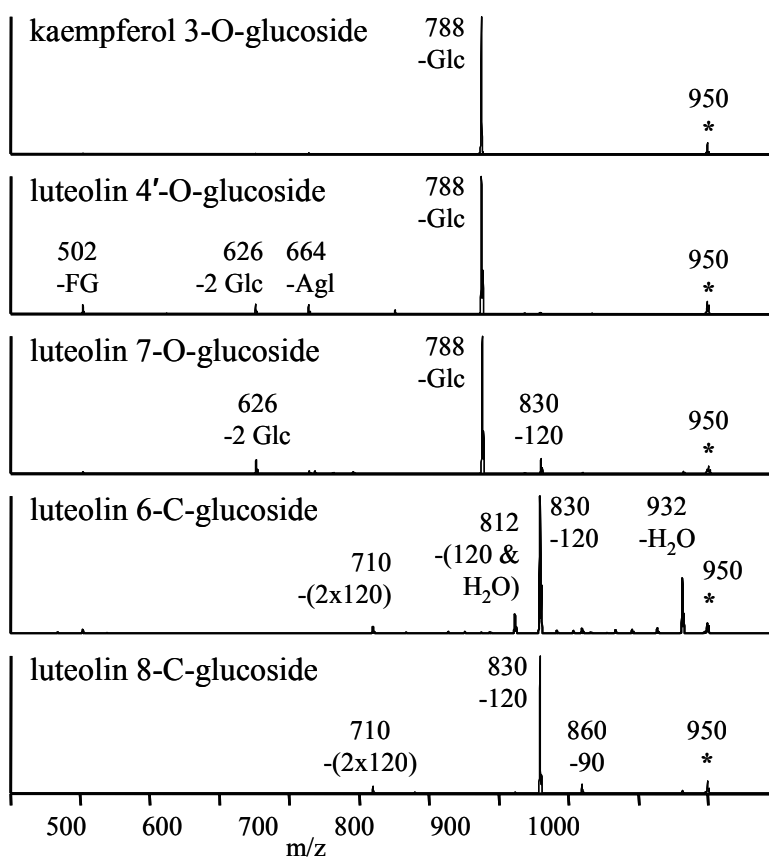 kaempferol 3-O-glucoside
788
-Glc
950
*
luteolin 4′-O-glucoside
788
-Glc
502
-FG
626
-2 Glc
664
-Agl
950
*
luteolin 7-O-glucoside
788
-Glc
626
-2 Glc
830
-120
950
*
luteolin 6-C-glucoside
710
-(2x120)
812
-(120 &
H₂O)
830
-120
932
-H₂O
950
*
luteolin 8-C-glucoside
830
-120
710
-(2x120)
860
-90
950
*
500 600 700 800 900 1000
m/z